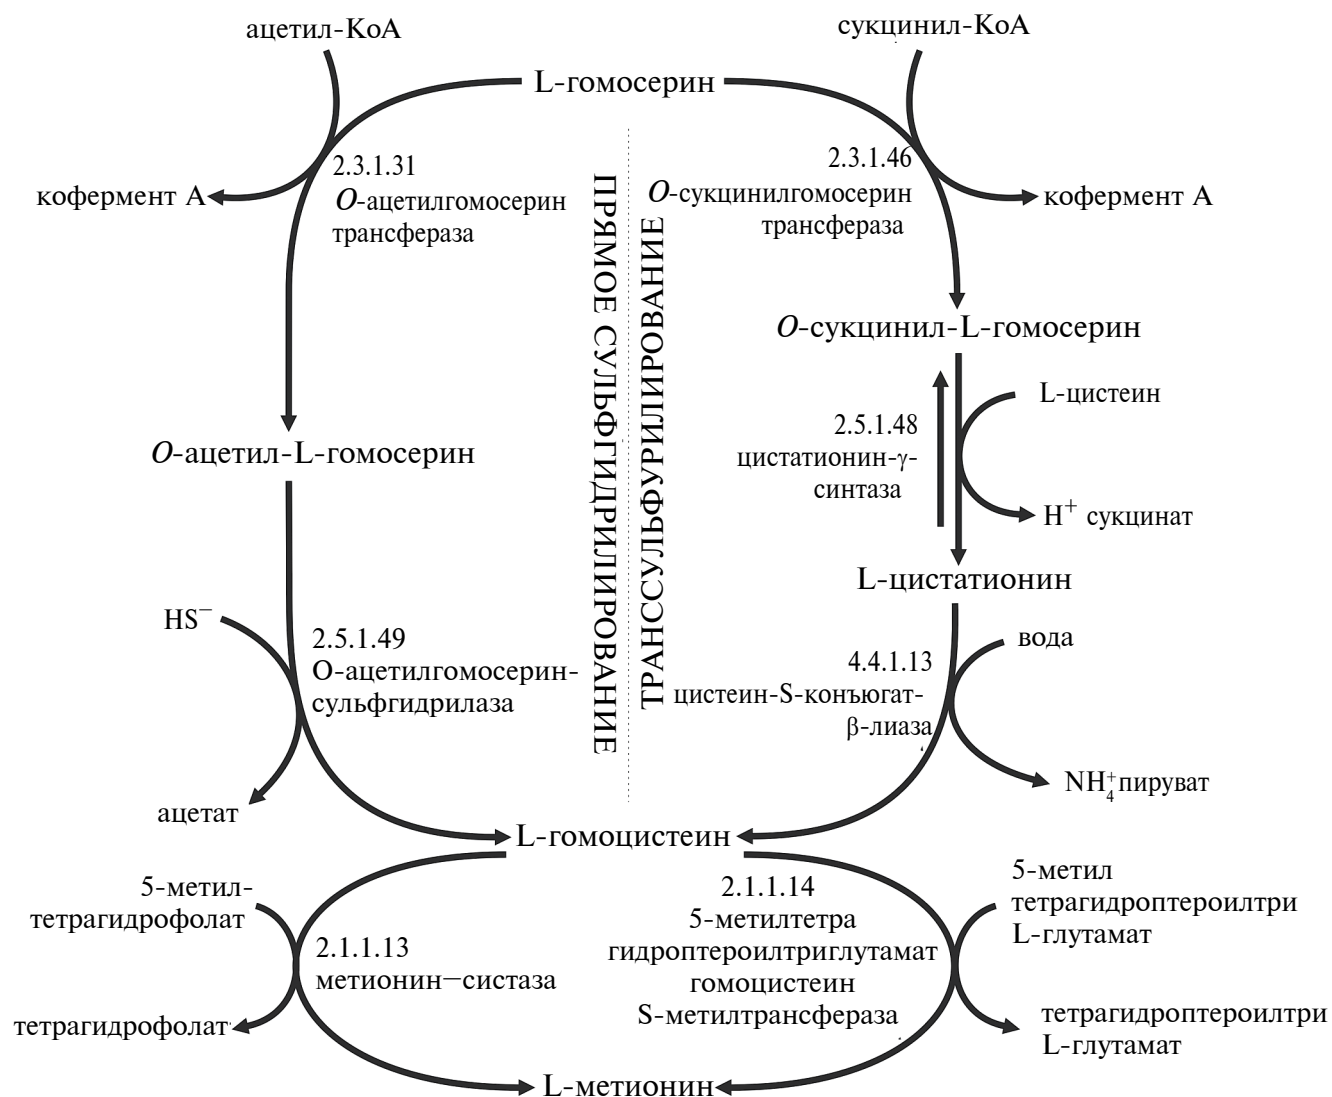 ацетил-КоА
сукцинил-КоА
L-гомосерин
2.3.1.31
О-ацетилгомосерин
трансфераза
кофермент А
2.3.1.46
О-сукцинилгомосерин
трансфераза
кофермент А
ПРЯМОЕ СУЛЬФГИДРИЛИРОВАНИЕ
ТРАНССУЛЬФУРИЛИРОВАНИЕ
О-сукцинил-L-гомосерин
L-цистеин
2.5.1.48
цистатионин-γ-
синтаза
H⁺ сукцинат
О-ацетил-L-гомосерин
L-цистатионин
HS⁻
2.5.1.49
О-ацетилгомосерин-
сульфгидрилаза
ацетат
вода
4.4.1.13
цистеин-S-конъюгат-
β-лиаза
NH₄⁺ пируват
L-гомоцистеин
5-метил-
тетрагидрофолат
2.1.1.13
метионин–систаза
тетрагидрофолат
2.1.1.14
5-метилтетра
гидроптероилтриглутамат
гомоцистеин
S-метилтрансфераза
5-метил
тетрагидроптероилтри
L-глутамат
тетрагидроптероилтри
L-глутамат
L-метионин